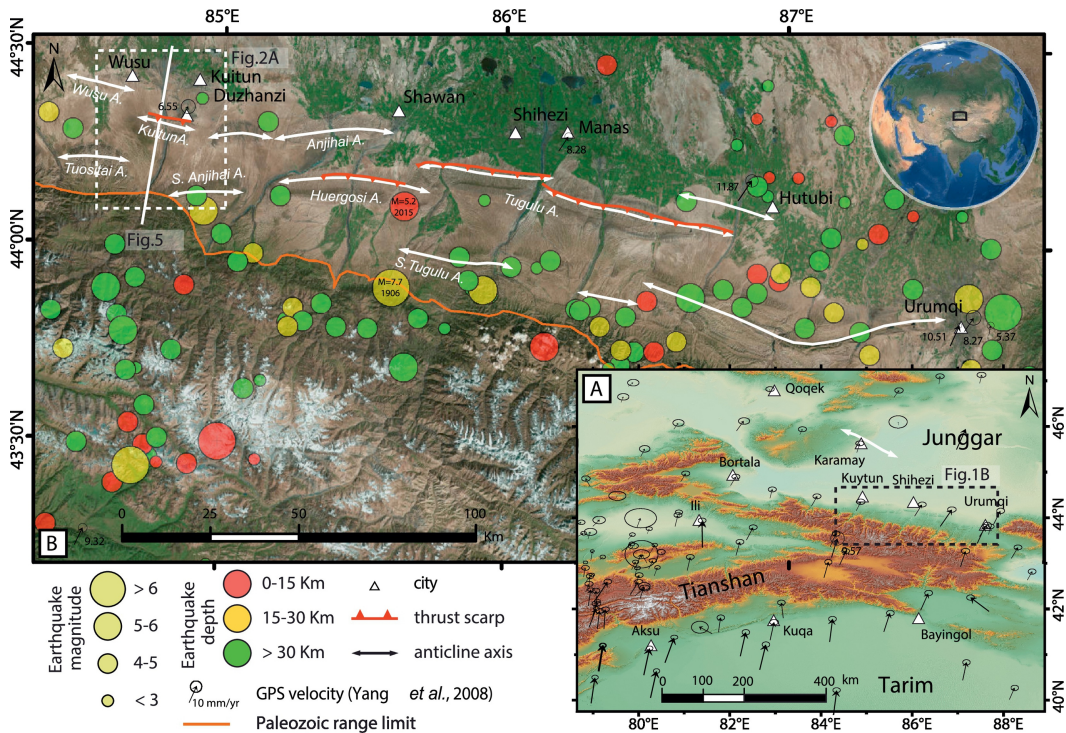 85°E
86°E
87°E
44°30'N
44°00'N
43°30'N
N
Fig.2A
Wusu
Kuitun
Duzhanzi
Wusu A.
6.55
Kuitun A.
Tuositai A.
S. Anjihai A.
Anjihai A.
Shawan
Shihezi
Manas
8.28
Huergosi A.
M=5.2
2015
Tugulu A.
11.87
Hutubi
Fig.5
S.Tugulu A.
M=7.7
1906
Urumqi
10.51
8.27
5.37
9.32
B
0
25
50
100
Km
A
N
Qoqek
46°N
Junggar
Karamay
Bortala
Kuytun
Shihezi
Fig.1B
Ili
Urumqi
44°N
Tianshan
42°N
Aksu
Kuqa
Bayingol
0
100
200
400
km
Tarim
40°N
80°E
82°E
84°E
86°E
88°E
Earthquake
magnitude
> 6
5-6
4-5
< 3
Earthquake
depth
0-15 Km
15-30 Km
> 30 Km
city
thrust scarp
anticline axis
10 mm/yr
GPS velocity (Yang et al., 2008)
Paleozoic range limit